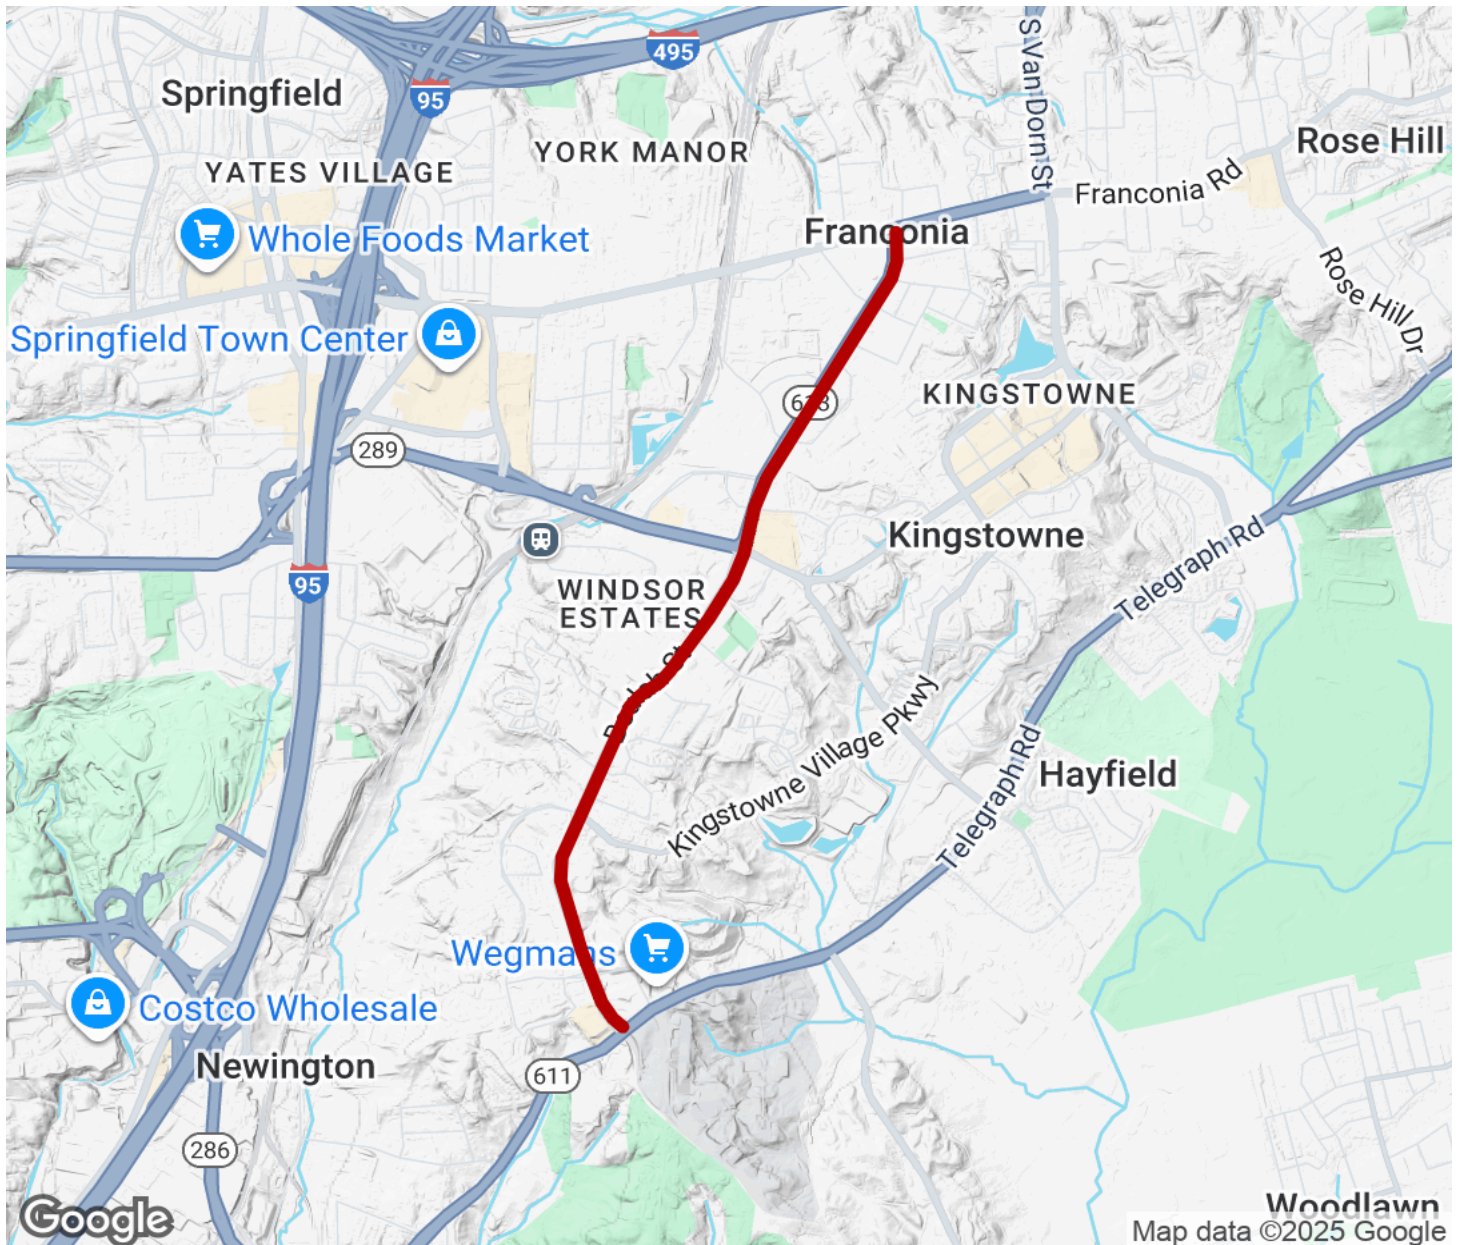 495
95
Springfield
S Van Dorn St
Rose Hill
YORK MANOR
YATES VILLAGE
Franconia Rd
Whole Foods Market
Franconia
Rose Hill Dr
Springfield Town Center
KINGSTOWNE
289
Kingstowne
Telegraph Rd
95
WINDSOR
ESTATES
Kingstowne Village Pkwy
Telegraph Rd
Hayfield
Wegmans
Costco Wholesale
Newington
611
286
Woodlawn
Google
Map data ©2025 Google